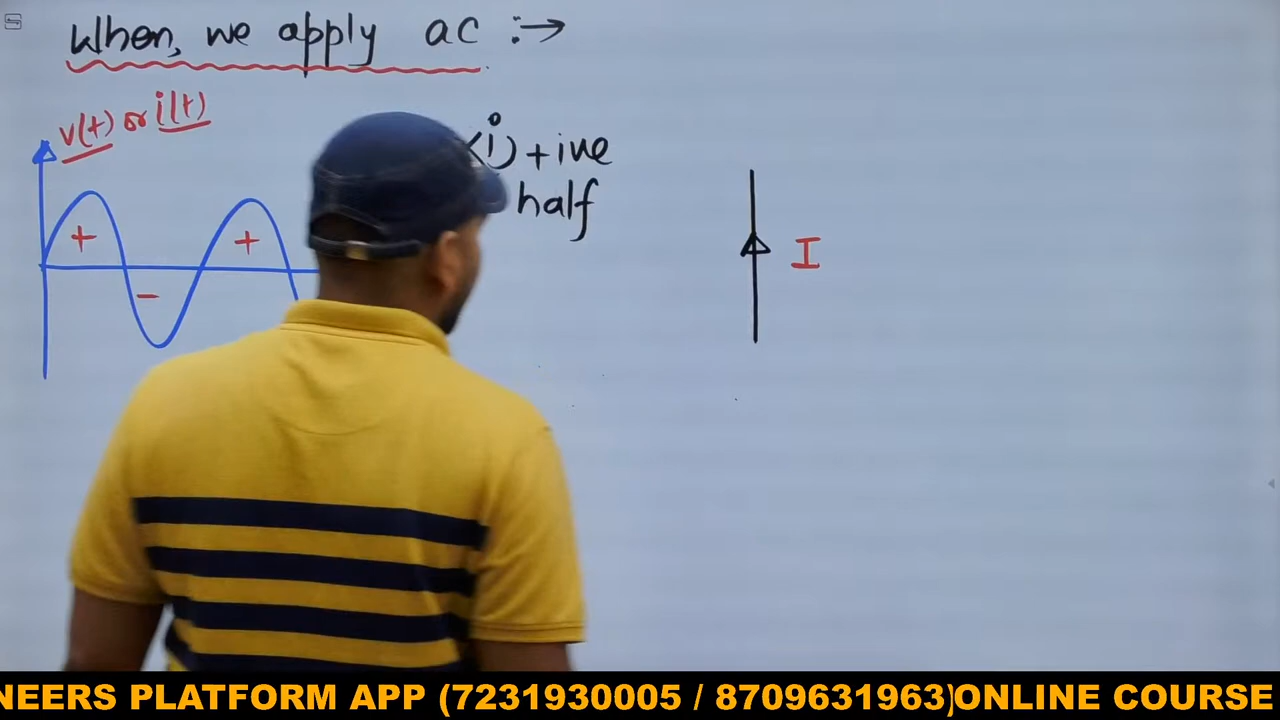 When, we apply ac :→
v(t) or i(t)
(i) +ive
half
+
+
-
I
NEERS PLATFORM APP (7231930005 / 8709631963)ONLINE COURSE